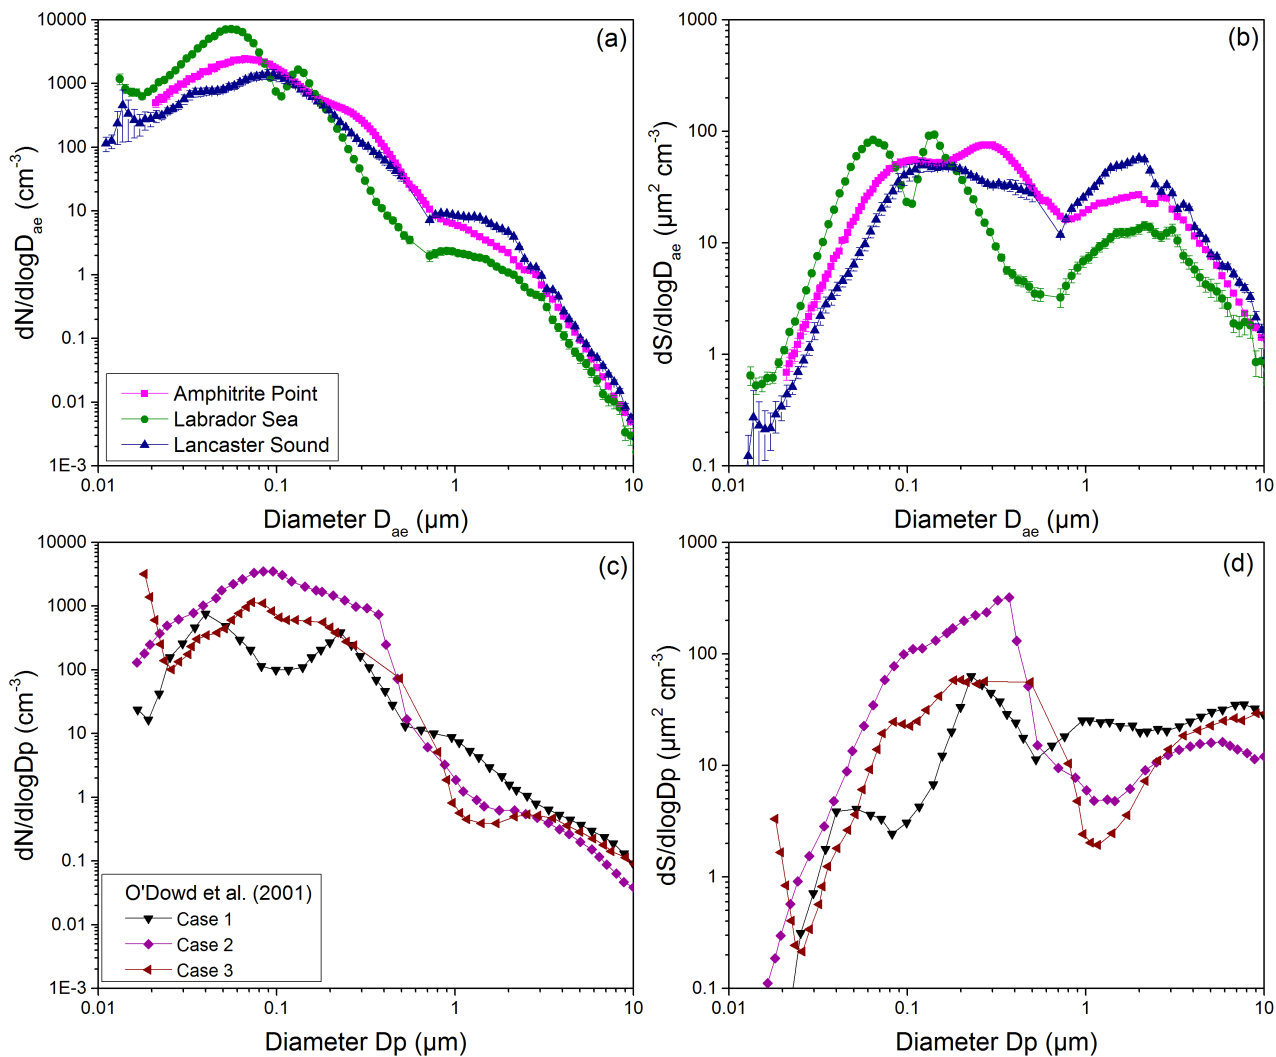 (a)
10000
1000
100
10
1
0.1
0.01
1E-3
dN/dlogD_ae (cm^-3)
Amphitrite Point
Labrador Sea
Lancaster Sound
0.01
0.1
1
10
Diameter D_ae (µm)
(b)
1000
100
10
1
0.1
dS/dlogD_ae (µm² cm^-3)
0.01
0.1
1
10
Diameter D_ae (µm)
(c)
10000
1000
100
10
1
0.1
0.01
1E-3
dN/dlogDp (cm^-3)
O'Dowd et al. (2001)
Case 1
Case 2
Case 3
0.01
0.1
1
10
Diameter Dp (µm)
(d)
1000
100
10
1
0.1
dS/dlogDp (µm² cm^-3)
0.01
0.1
1
10
Diameter Dp (µm)